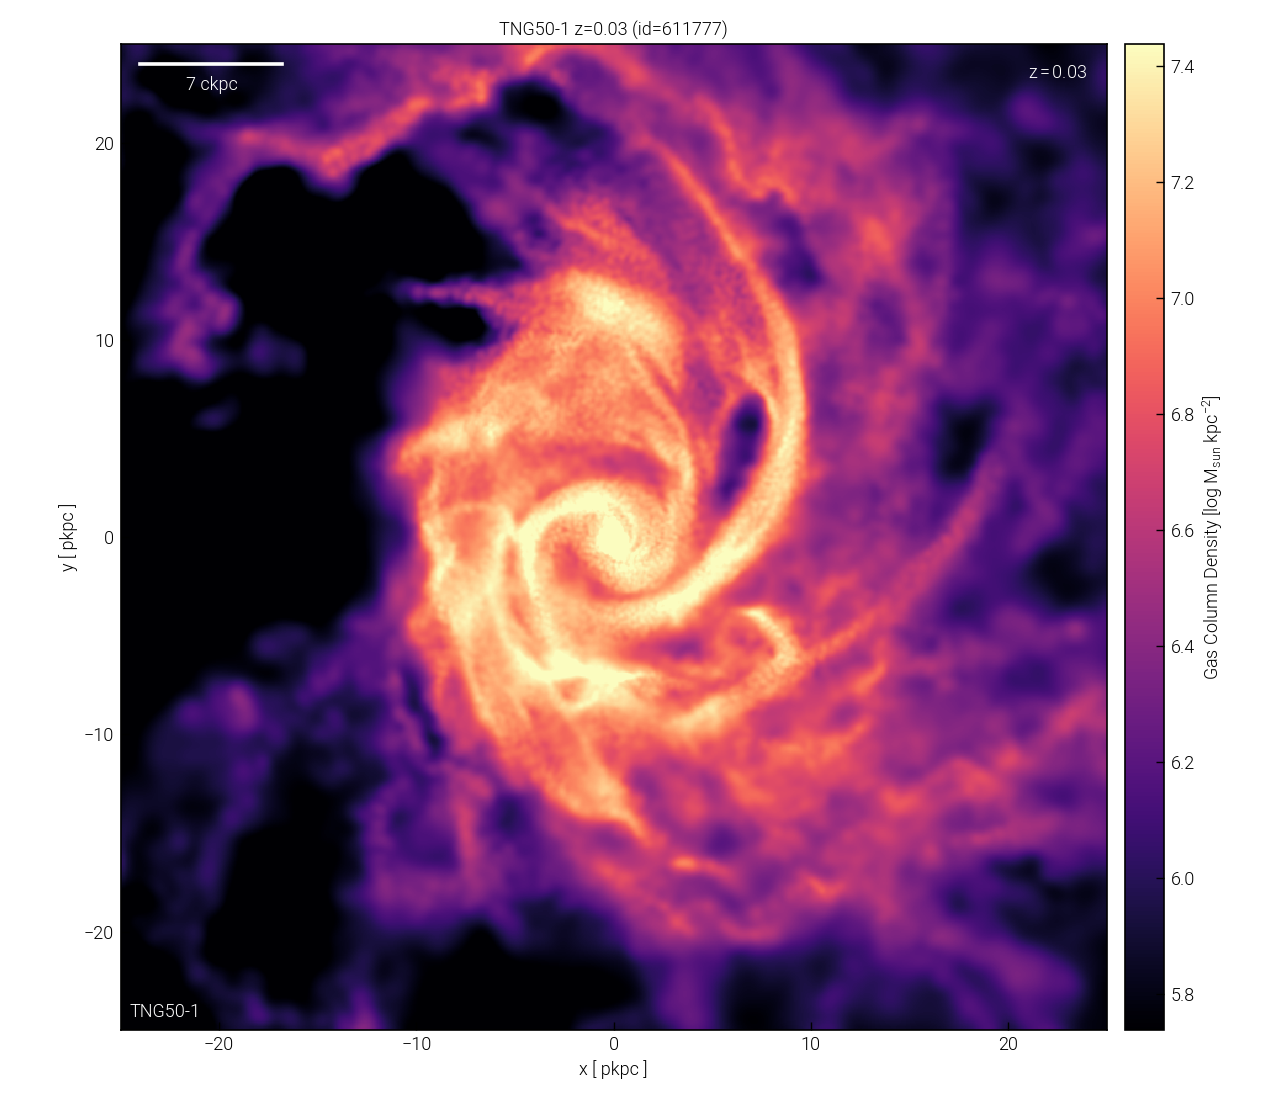 TNG50-1 z=0.03 (id=611777)
7 ckpc
z = 0.03
TNG50-1
20
10
0
−10
−20
y [ pkpc ]
−20
−10
0
10
20
x [ pkpc ]
7.4
7.2
7.0
6.8
6.6
6.4
6.2
6.0
5.8
Gas Column Density [log Msun kpc−2]